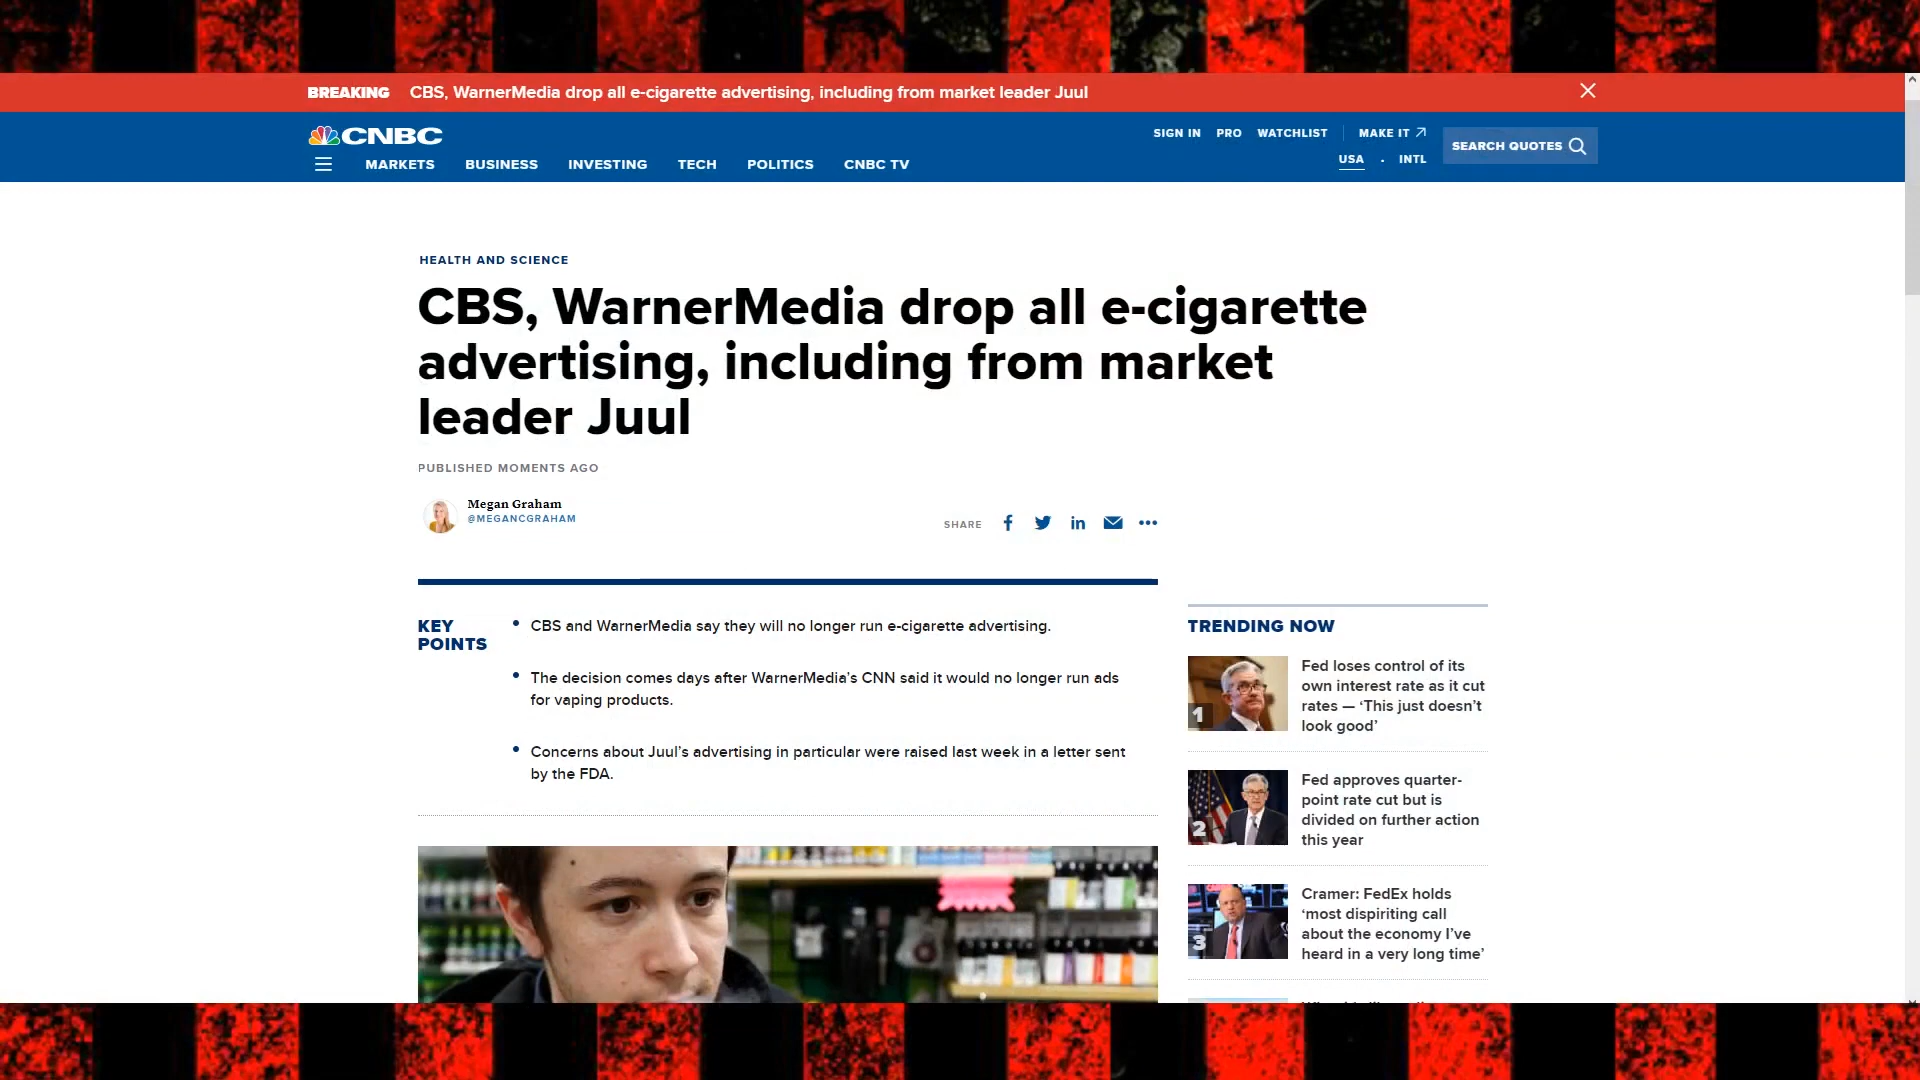 BREAKING CBS, WarnerMedia drop all e-cigarette advertising, including from market leader Juul
CNBC
SIGN IN PRO WATCHLIST MAKE IT
USA . INTL
SEARCH QUOTES
MARKETS BUSINESS INVESTING TECH POLITICS CNBC TV
HEALTH AND SCIENCE
CBS, WarnerMedia drop all e-cigarette
advertising, including from market
leader Juul
PUBLISHED MOMENTS AGO
Megan Graham
@MEGANCGRAHAM
SHARE
KEY
POINTS
• CBS and WarnerMedia say they will no longer run e-cigarette advertising.
• The decision comes days after WarnerMedia’s CNN said it would no longer run ads
for vaping products.
• Concerns about Juul’s advertising in particular were raised last week in a letter sent
by the FDA.
TRENDING NOW
1
Fed loses control of its
own interest rate as it cut
rates — ‘This just doesn’t
look good’
2
Fed approves quarter-
point rate cut but is
divided on further action
this year
3
Cramer: FedEx holds
‘most dispiriting call
about the economy I’ve
heard in a very long time’